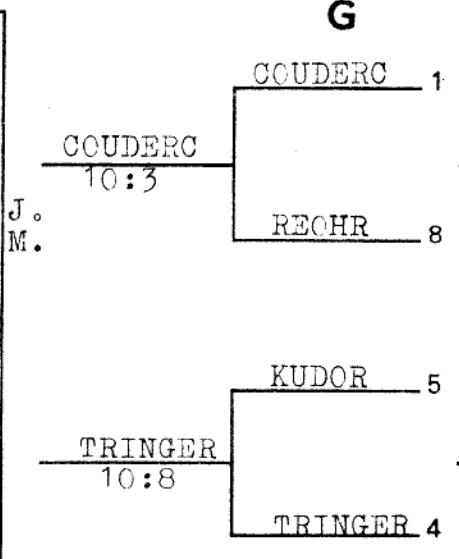 G
COUDERC 1
COUDERC
10:3
J.
M.
REOHR 8
KUDOR 5
TRINGER
10:8
TRINGER 4